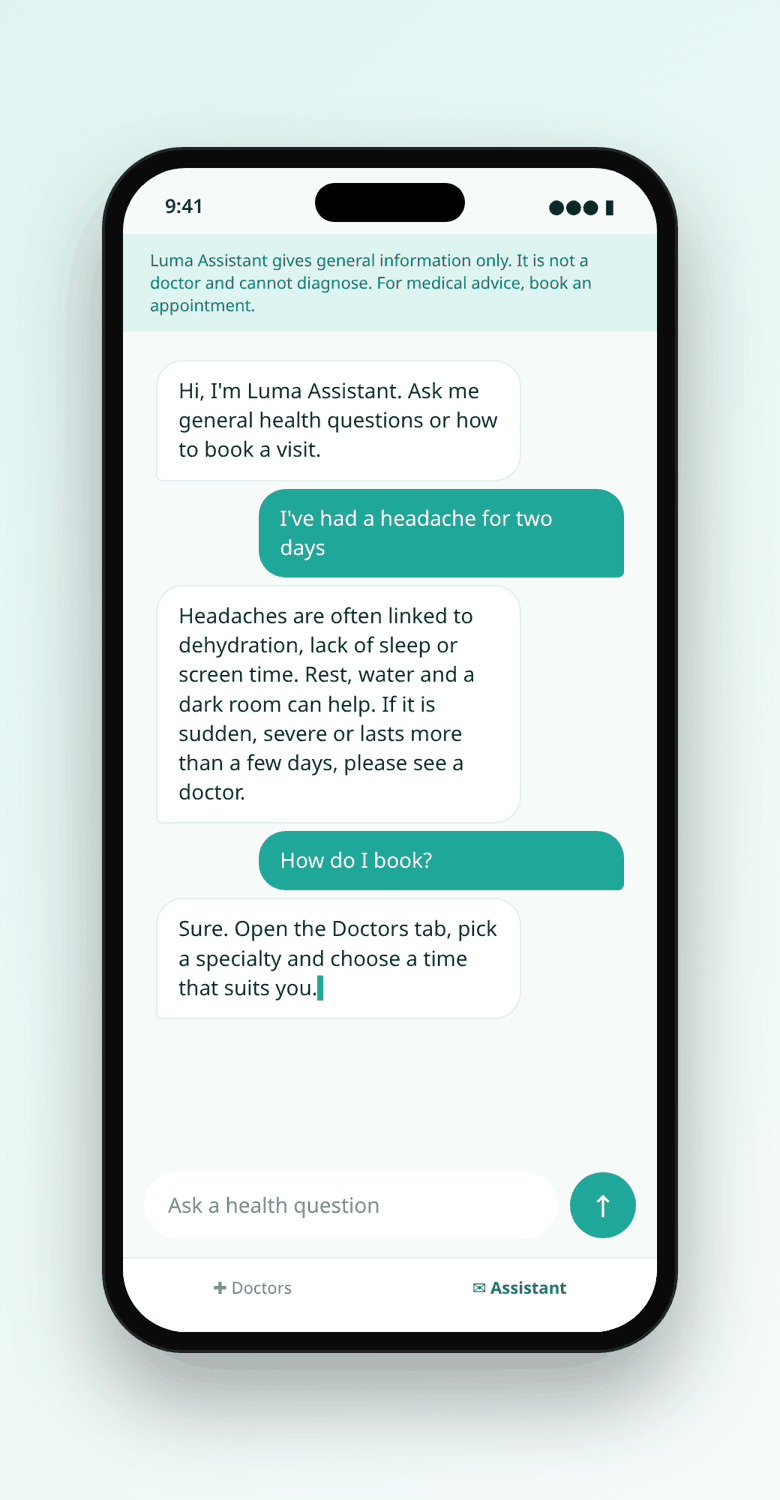 9:41
Luma Assistant gives general information only. It is not a
doctor and cannot diagnose. For medical advice, book an
appointment.
Hi, I'm Luma Assistant. Ask me
general health questions or how
to book a visit.
I've had a headache for two
days
Headaches are often linked to
dehydration, lack of sleep or
screen time. Rest, water and a
dark room can help. If it is
sudden, severe or lasts more
than a few days, please see a
doctor.
How do I book?
Sure. Open the Doctors tab, pick
a specialty and choose a time
that suits you.
Ask a health question
Doctors
Assistant